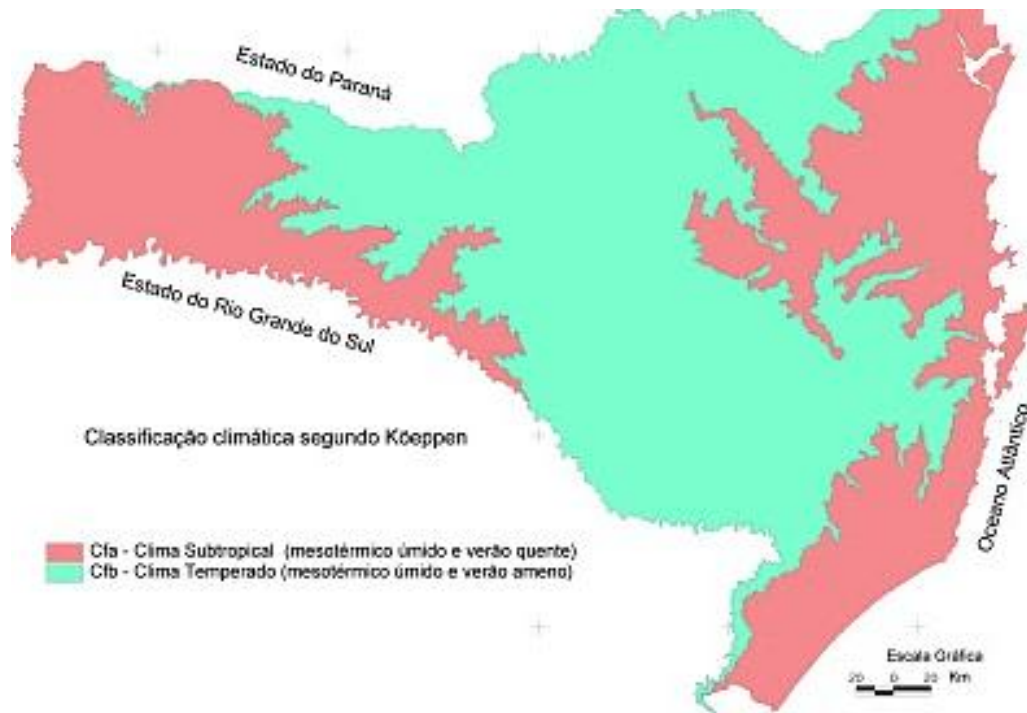 Estado do Paraná
Estado do Rio Grande do Sul
Classificação climática segundo Köeppen
Oceano Atlântico
Cfa - Clima Subtropical (mesotérmico úmido e verão quente)
Cfb - Clima Temperado (mesotérmico úmido e verão ameno)
Escala Gráfica
20 0 20 Km